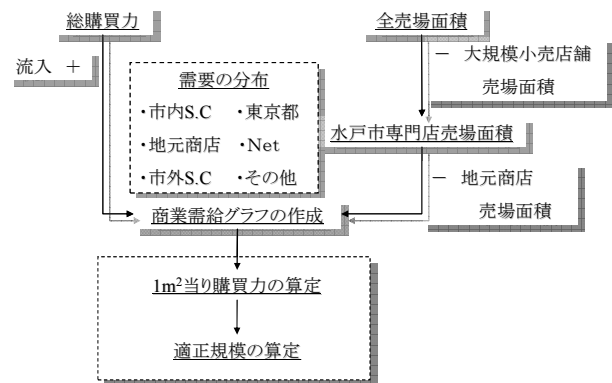 総購買力
全売場面積
流入 +
- 大規模小売店舗
売場面積
需要の分布
・市内S.C ・東京都
・地元商店 ・Net
・市外S.C ・その他
水戸市専門店売場面積
- 地元商店
売場面積
商業需給グラフの作成
1m²当り購買力の算定
適正規模の算定